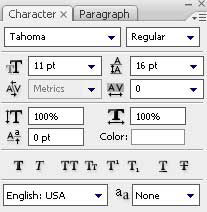 Character × Paragraph
Tahoma Regular
11 pt 16 pt
Metrics 0
100% 100%
0 pt Color:
T T TT Tт T¹ T₁ T T
English: USA aa None